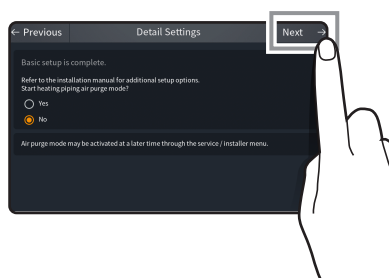 ← Previous Detail Settings Next →
Basic setup is complete.
Refer to the installation manual for additional setup options.
Start heating piping air purge mode?
Yes
No
Air purge mode may be activated at a later time through the service / installer menu.